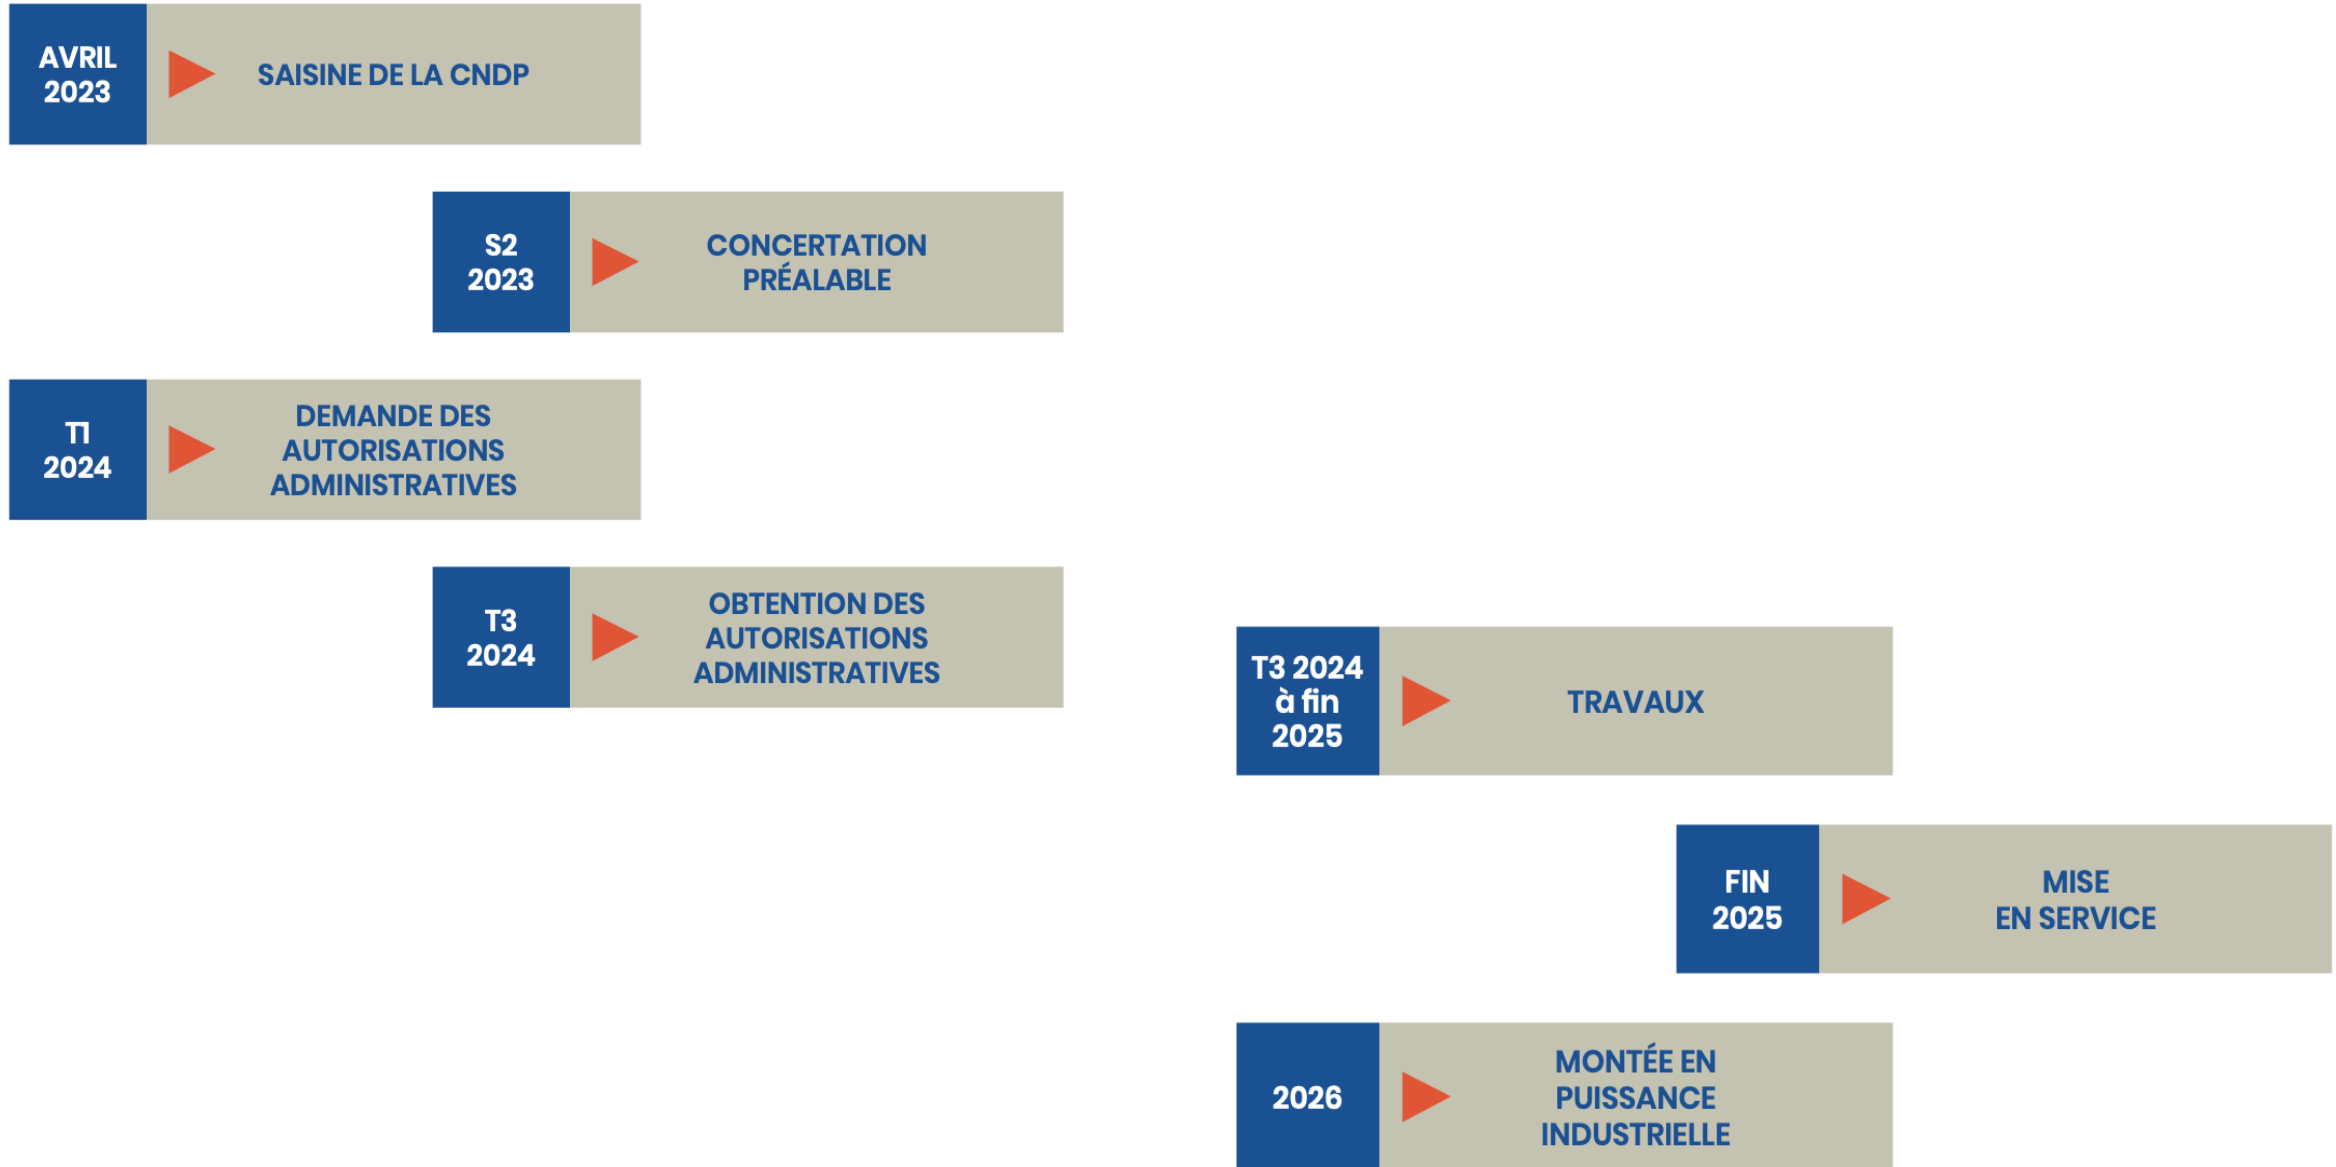 AVRIL
2023
SAISINE DE LA CNDP
S2
2023
CONCERTATION
PRÉALABLE
T1
2024
DEMANDE DES
AUTORISATIONS
ADMINISTRATIVES
T3
2024
OBTENTION DES
AUTORISATIONS
ADMINISTRATIVES
T3 2024
à fin
2025
TRAVAUX
FIN
2025
MISE
EN SERVICE
2026
MONTÉE EN
PUISSANCE
INDUSTRIELLE